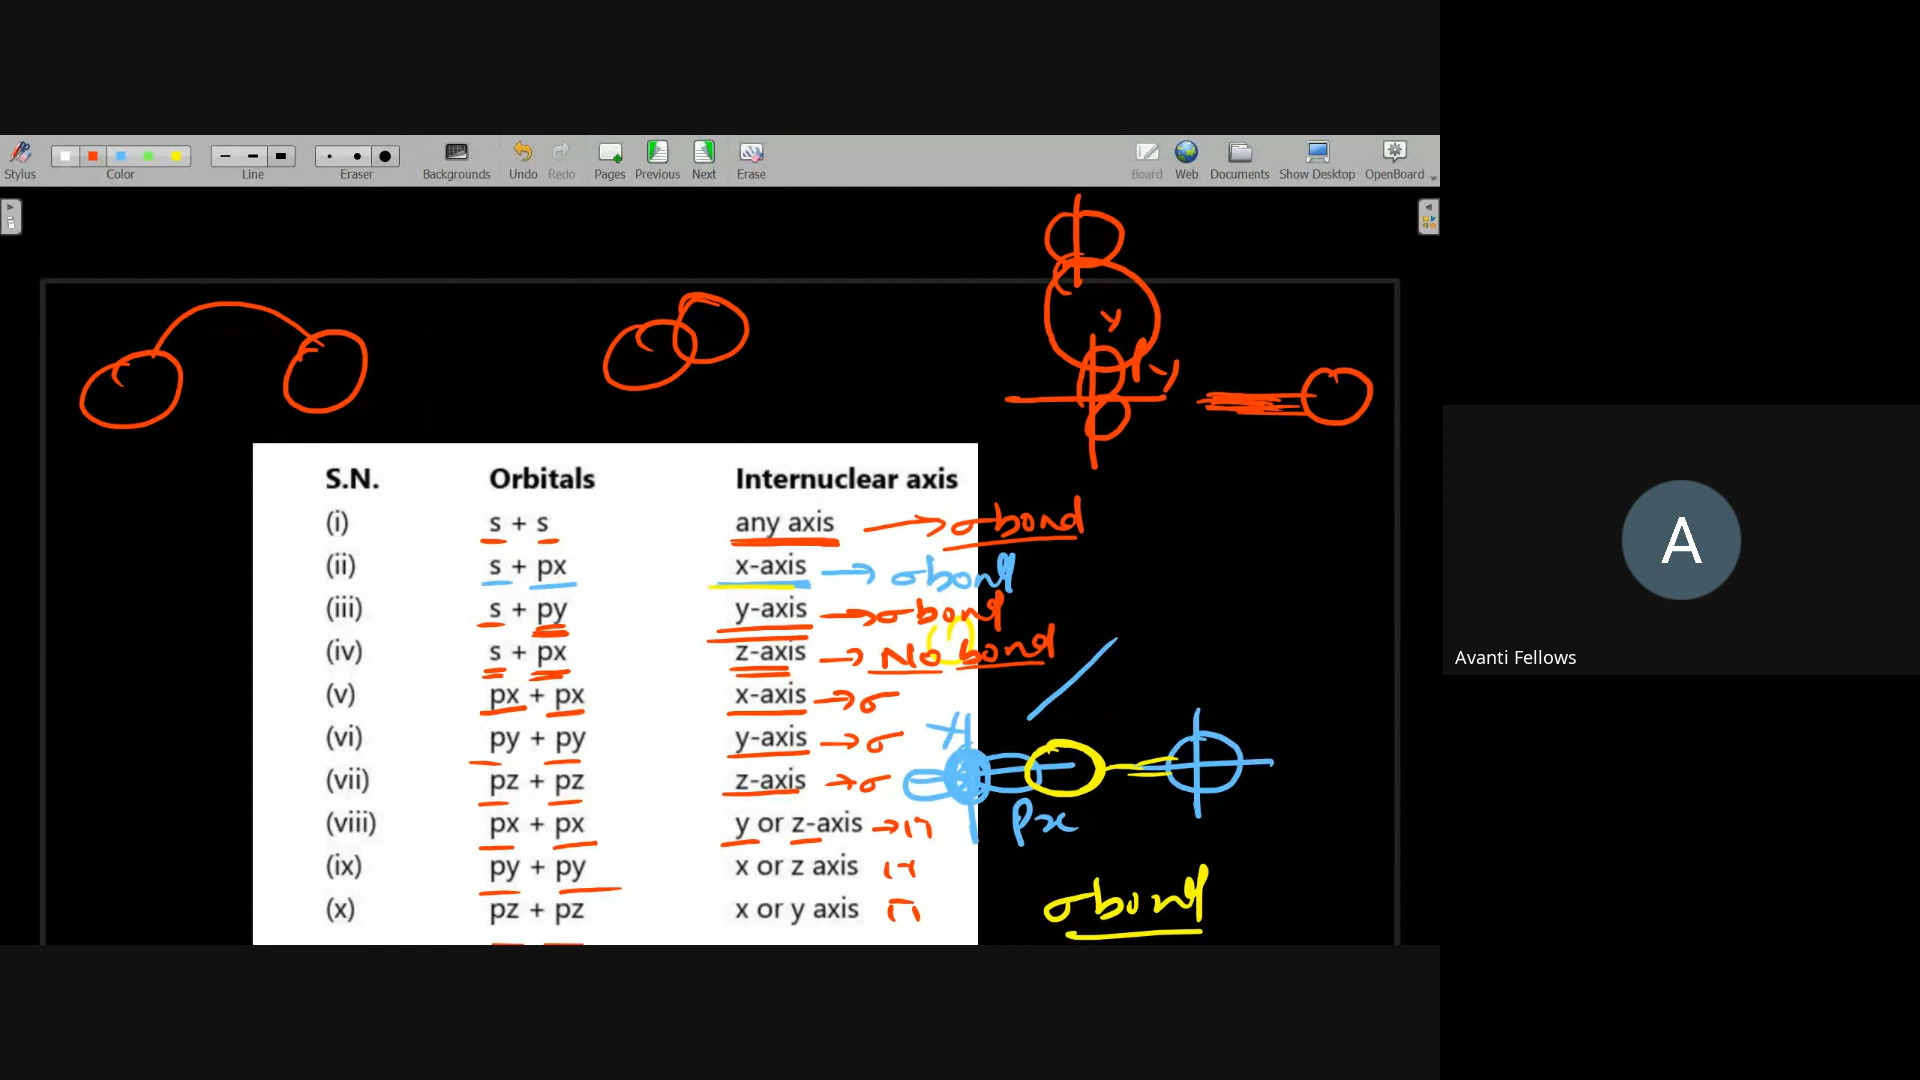 Stylus Color Line Eraser Backgrounds Undo Redo Pages Previous Next Erase Board Web Documents Show Desktop OpenBoard
S.N. Orbitals Internuclear axis
(i) s + s any axis → σ bond
(ii) s + px x-axis → σ bond
(iii) s + py y-axis → σ bond
(iv) s + px z-axis → No bond
(v) px + px x-axis → σ
(vi) py + py y-axis → σ
(vii) pz + pz z-axis → σ
(viii) px + px y or z-axis → π
(ix) py + py x or z axis π
(x) pz + pz x or y axis π
Px
σ bond
A
Avanti Fellows